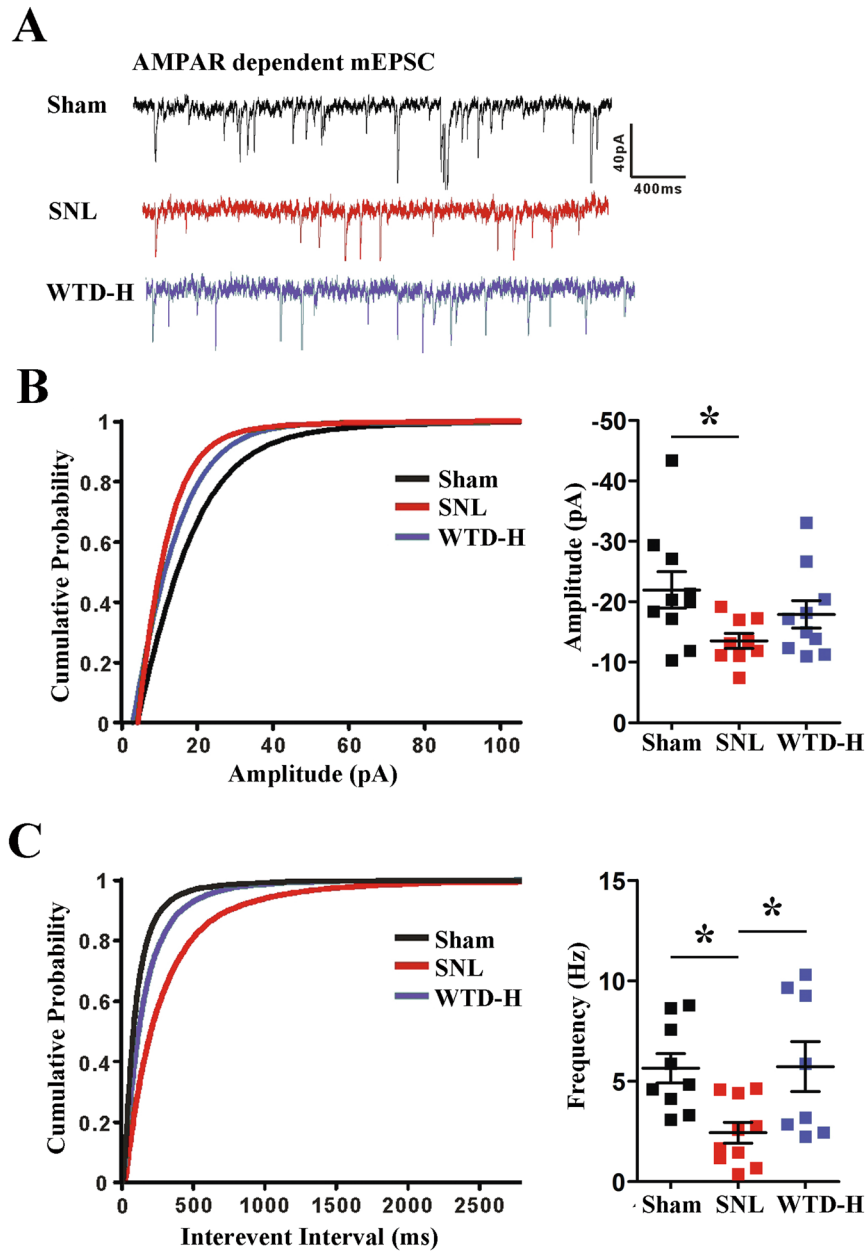 A
AMPAR dependent mEPSC
Sham
40pA
400ms
SNL
WTD-H
B
Cumulative Probability
1
0.8
0.6
0.4
0.2
0
0 20 40 60 80 100
Amplitude (pA)
Sham
SNL
WTD-H
Amplitude (pA)
-50
-40
-30
-20
-10
0
*
Sham SNL WTD-H
C
Cumulative Probability
1
0.8
0.6
0.4
0.2
0
0 500 1000 1500 2000 2500
Interevent Interval (ms)
Sham
SNL
WTD-H
Frequency (Hz)
15
10
5
0
* *
Sham SNL WTD-H